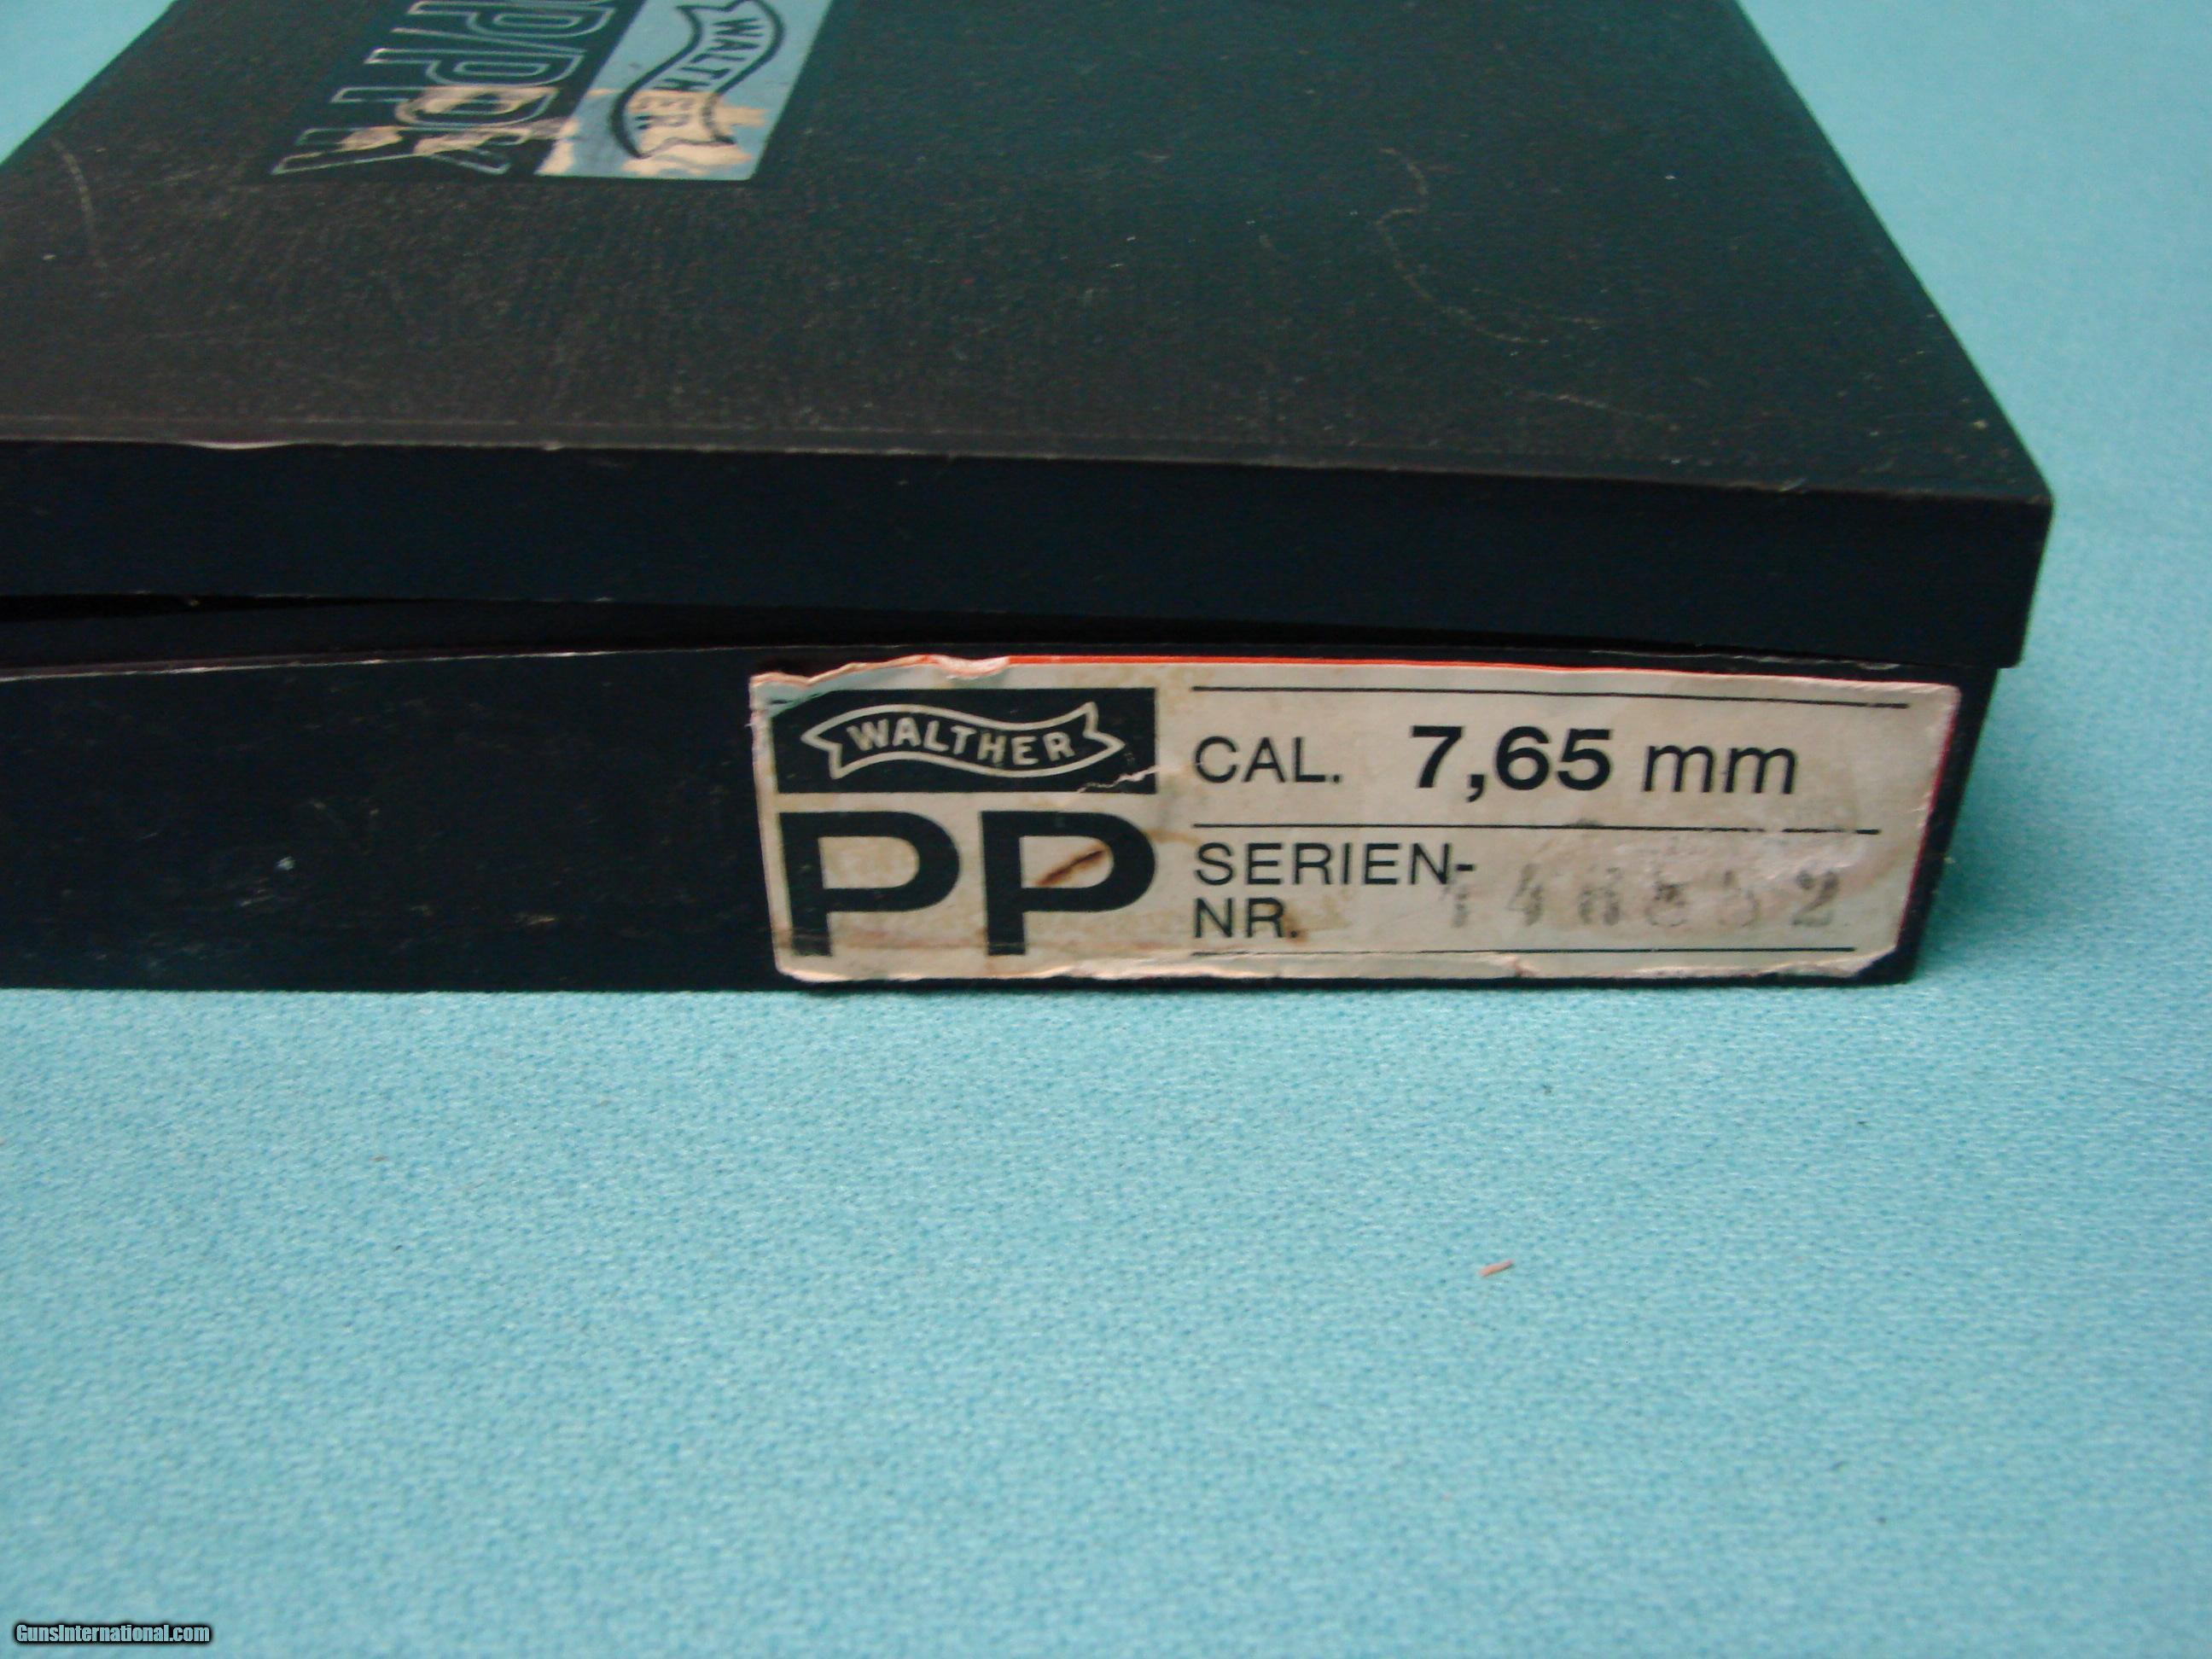 WALTHER
PP/PPK
WALTHER
PP
CAL. 7,65 mm
SERIEN-
NR.
GunsInternational.com